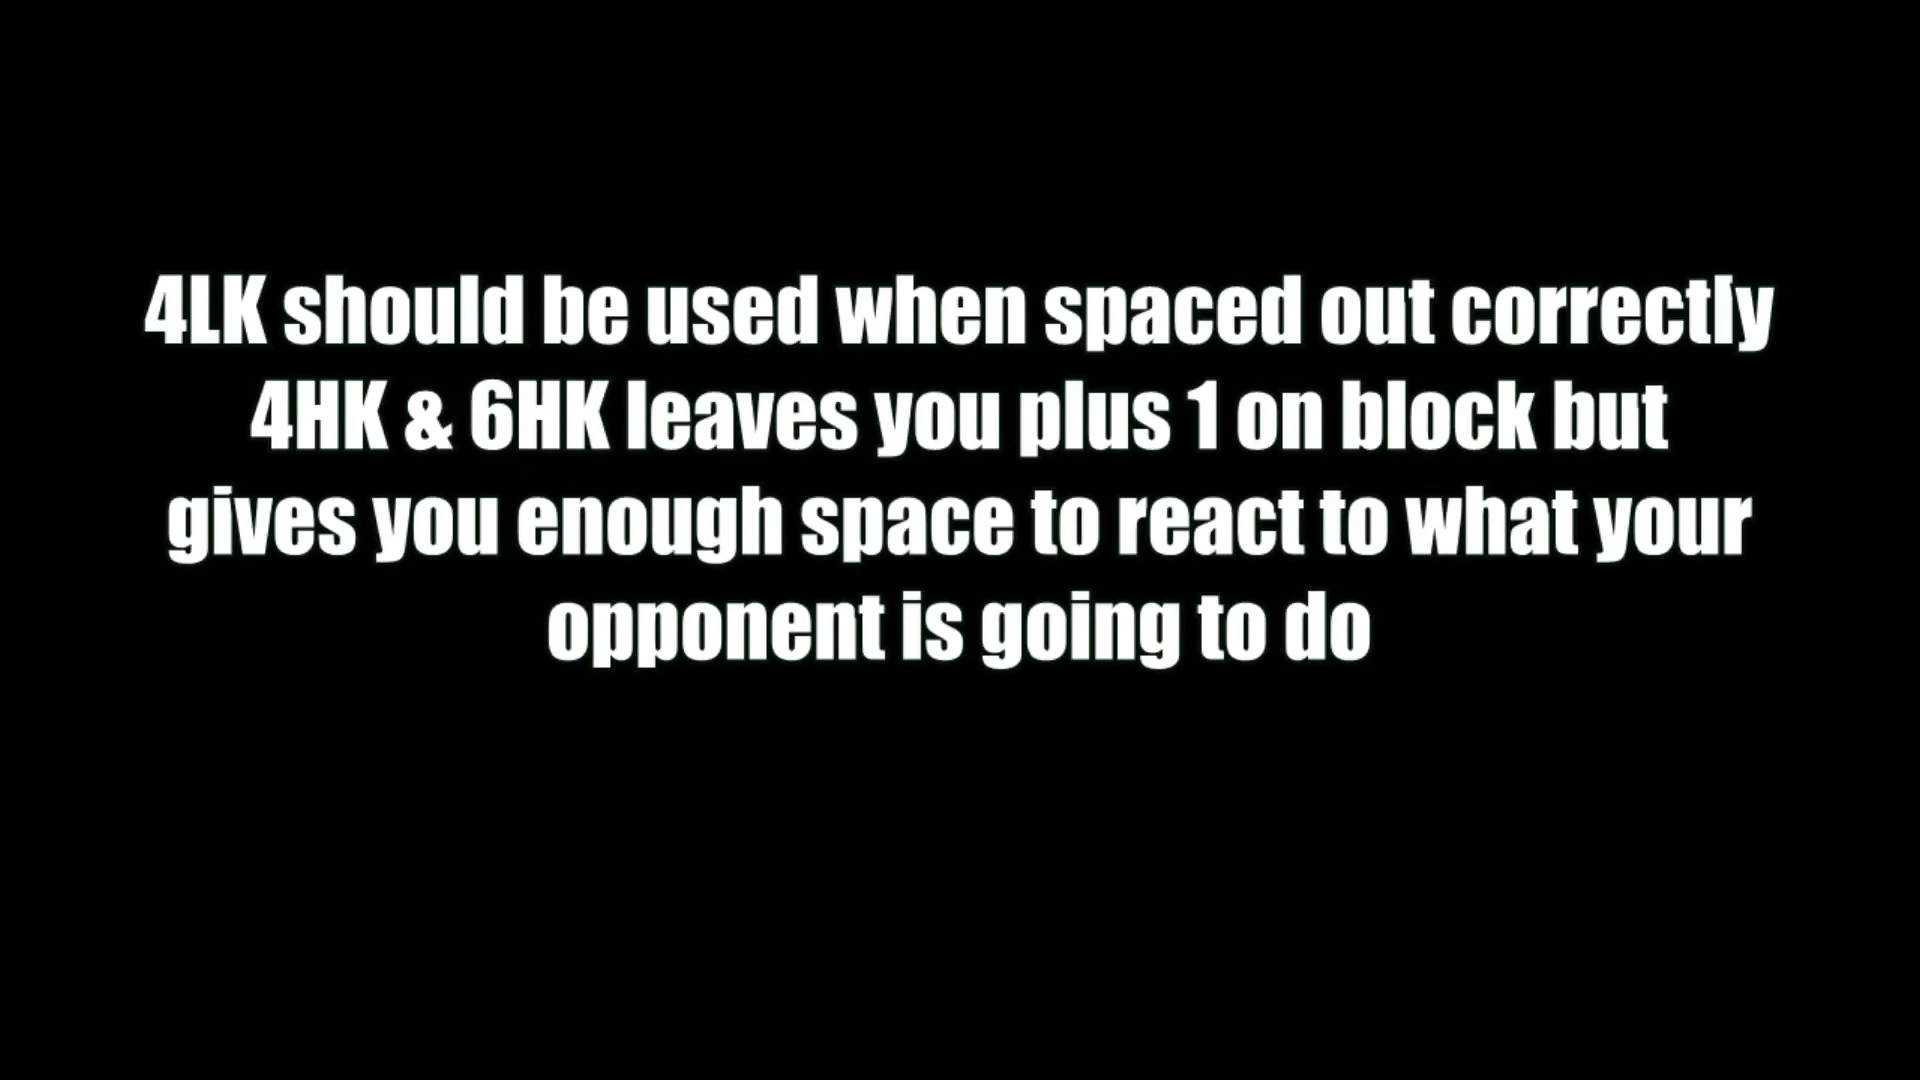 4LK should be used when spaced out correctly
4HK & 6HK leaves you plus 1 on block but
gives you enough space to react to what your
opponent is going to do